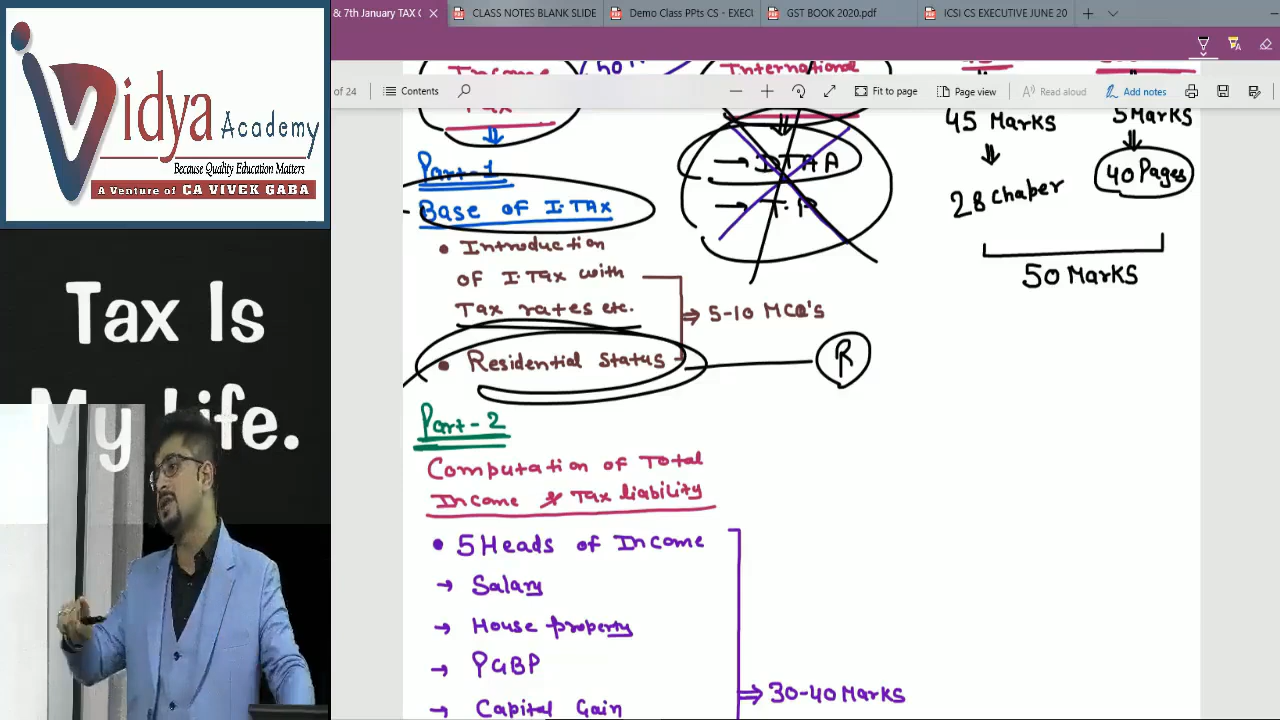 & 7th January TAX C
CLASS NOTES BLANK SLIDE
Demo Class PPts CS - EXECU
GST BOOK 2020.pdf
ICSI CS EXECUTIVE JUNE 20
of 24
Contents
Fit to page
Page view
Read aloud
Add notes
Vidya Academy
Because Quality Education Matters
A Venture of CA VIVEK GABA
Tax Is
My Life.
Income
Tax
Part-1
Base of I.Tax
• Introduction
of I.Tax with
Tax rates etc.
⇒ 5-10 MCQ's
• Residential Status
R
International
→ DTAA
→ T.P
45 Marks
28 Chaper
5 Marks
40 Pages
50 Marks
Part-2
Computation of Total
Income & Tax liability
• 5 Heads of Income
→ Salary
→ House property
→ PGBP
→ Capital Gain
⇒ 30-40 Marks